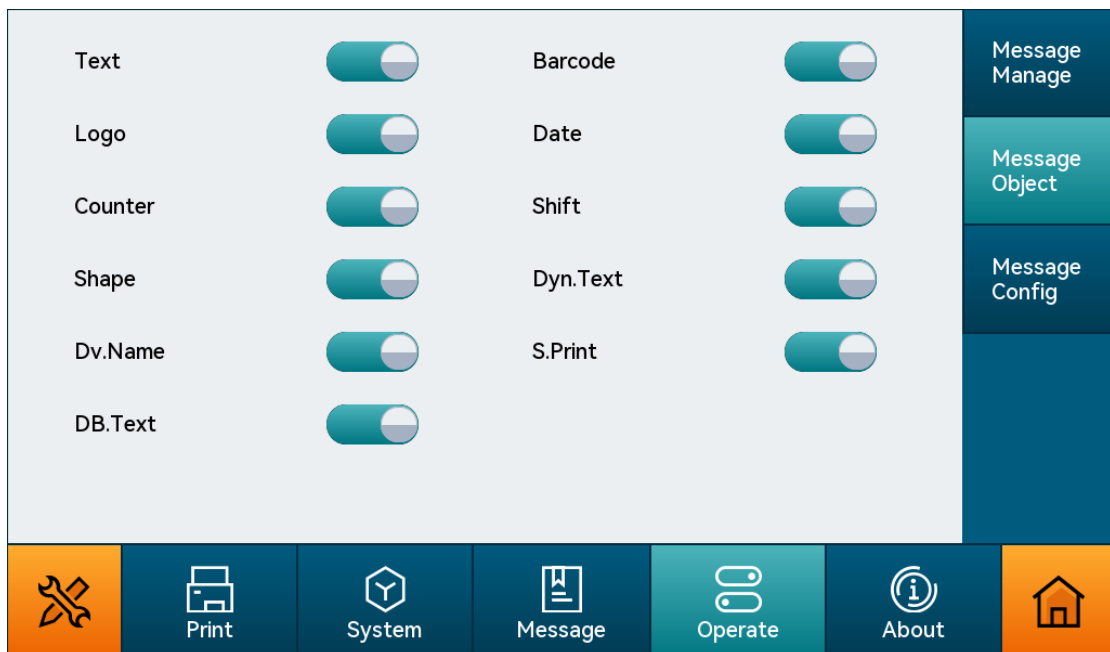 Text
Barcode
Logo
Date
Counter
Shift
Shape
Dyn.Text
Dv.Name
S.Print
DB.Text
Message
Manage
Message
Object
Message
Config
Print
System
Message
Operate
About